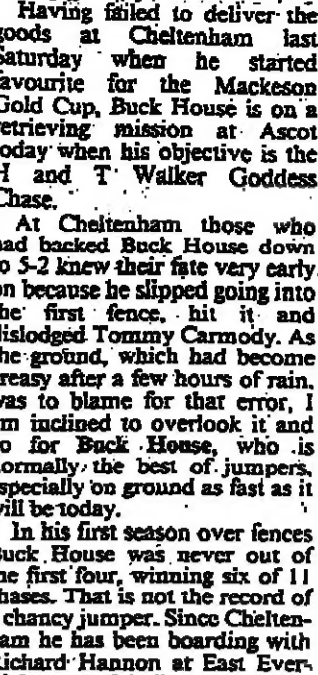 Having failed to deliver the
goods at Cheltenham last
Saturday when he started
favourite for the Mackeson
Gold Cup, Buck House is on a
retrieving mission at Ascot
today when his objective is the
H and T Walker Goddess
Chase.
At Cheltenham those who
had backed Buck House down
to 5-2 knew their fate very early
on because he slipped going into
the first fence, hit it and
dislodged Tommy Carmody. As
the ground, which had become
greasy after a few hours of rain,
was to blame for that error, I
am inclined to overlook it and
go for Buck House, who is
normally the best of jumpers,
especially on ground as fast as it
will be today.
In his first season over fences
Buck House was never out of
the first four, winning six of 11
chases. That is not the record of
a chancy jumper. Since Chelten-
ham he has been boarding with
Richard Hannon at East Ever-